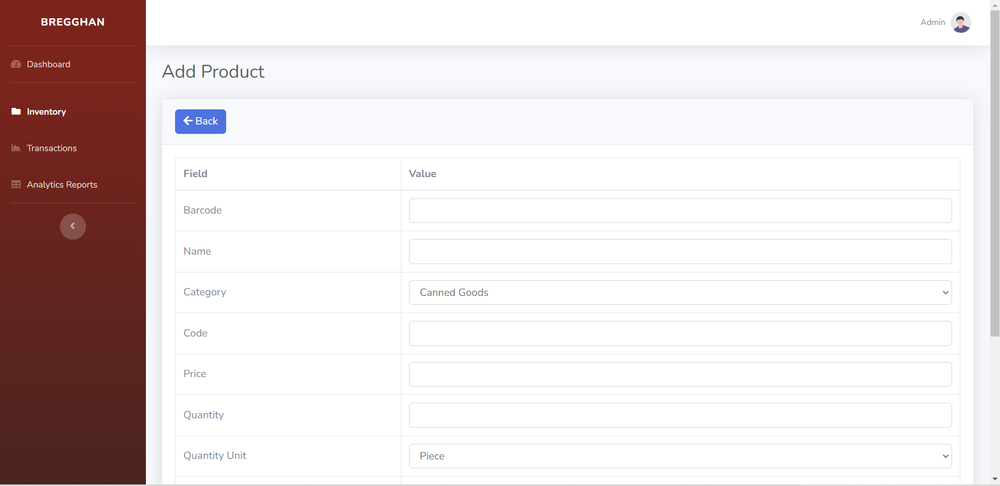 BREGGHAN
Admin
Dashboard
Inventory
Transactions
Analytics Reports
Add Product
Back
Field Value
Barcode
Name
Category Canned Goods
Code
Price
Quantity
Quantity Unit Piece